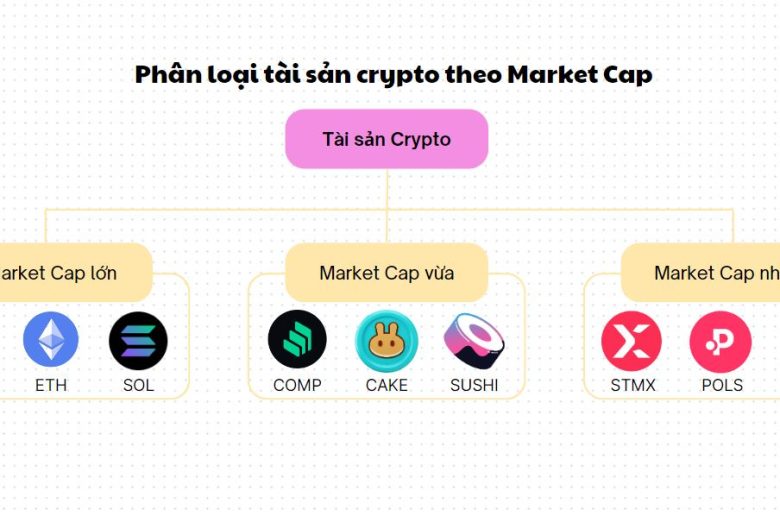 Phân loại tài sản crypto theo Market Cap
Tài sản Crypto
arket Cap lớn
Market Cap vừa
Market Cap nh
ETH
SOL
COMP
CAKE
SUSHI
STMX
POLS